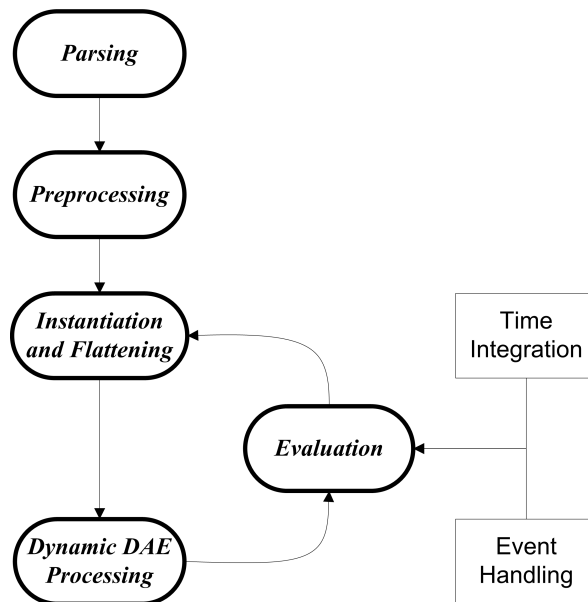 Parsing
Preprocessing
Instantiation
and Flattening
Time
Integration
Evaluation
Dynamic DAE
Processing
Event
Handling